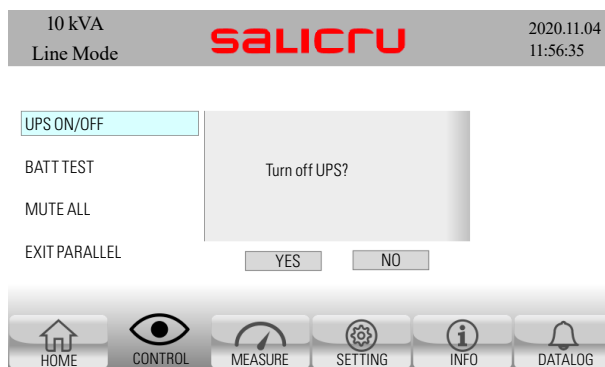 10 kVA
Line Mode
SALICRU
2020.11.04
11:56:35
UPS ON/OFF
BATT TEST
MUTE ALL
EXIT PARALLEL
Turn off UPS?
YES NO
HOME CONTROL MEASURE SETTING INFO DATALOG